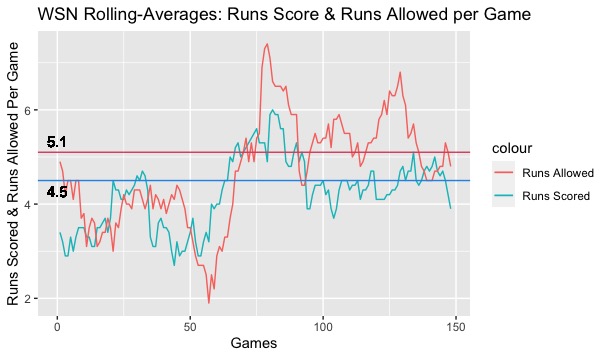 WSN Rolling-Averages: Runs Score & Runs Allowed per Game
Runs Scored & Runs Allowed Per Game
6
4
2
5.1
4.5
0
50
100
150
Games
colour
Runs Allowed
Runs Scored